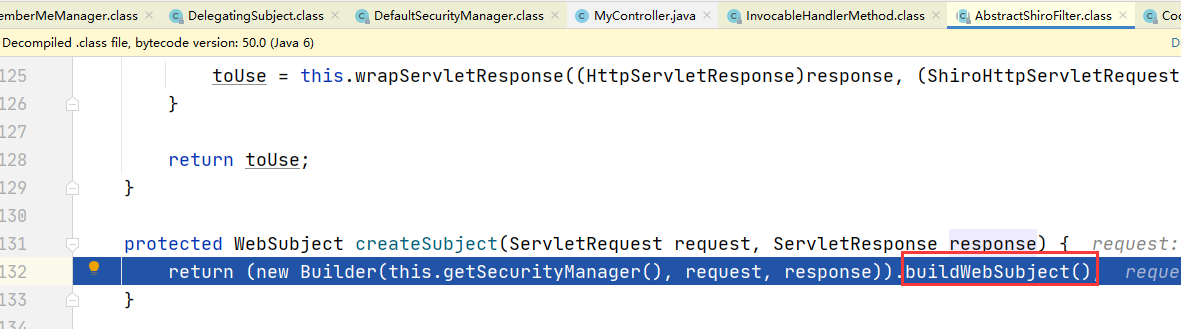 emberMeManager.class DelegatingSubject.class DefaultSecurityManager.class MyController.java InvocableHandlerMethod.class AbstractShiroFilter.class Coo
Decompiled .class file, bytecode version: 50.0 (Java 6) D
125 toUse = this.wrapServletResponse((HttpServletResponse)response, (ShiroHttpServletRequest
126 }
127
128 return toUse;
129 }
130
131 protected WebSubject createSubject(ServletRequest request, ServletResponse response) { request:
132 return (new Builder(this.getSecurityManager(), request, response)).buildWebSubject() reque
133 }
134